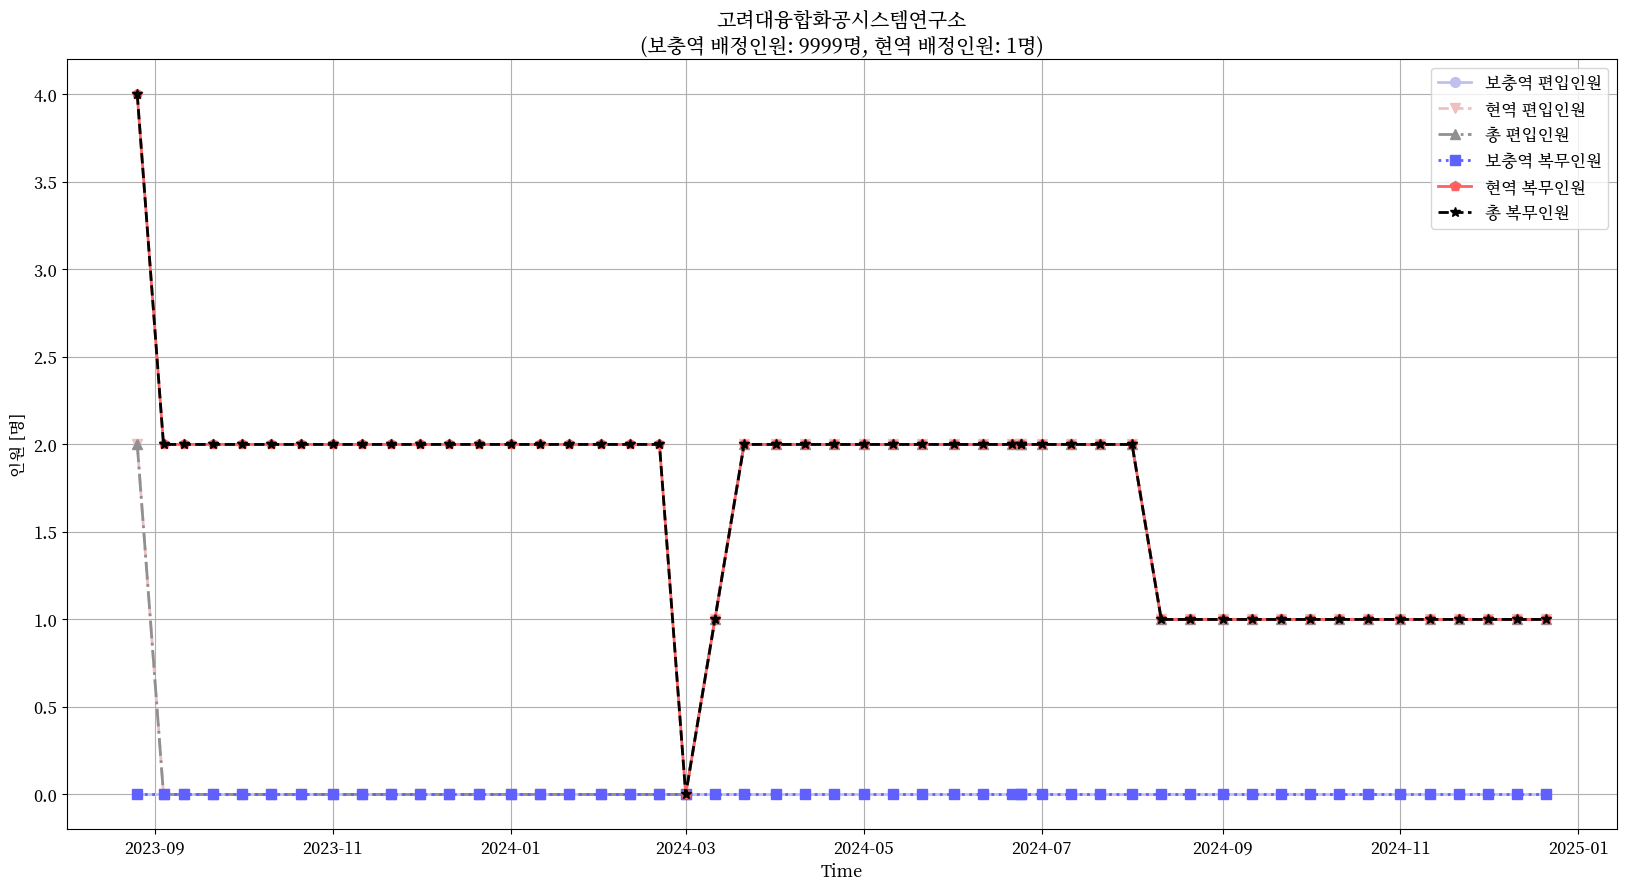 고려대융합화공시스템연구소
(보충역 배정인원: 9999명, 현역 배정인원: 1명)
보충역 편입인원
현역 편입인원
총 편입인원
보충역 복무인원
현역 복무인원
총 복무인원
인원 [명]
4.0
3.5
3.0
2.5
2.0
1.5
1.0
0.5
0.0
2023-09 2023-11 2024-01 2024-03 2024-05 2024-07 2024-09 2024-11 2025-01
Time